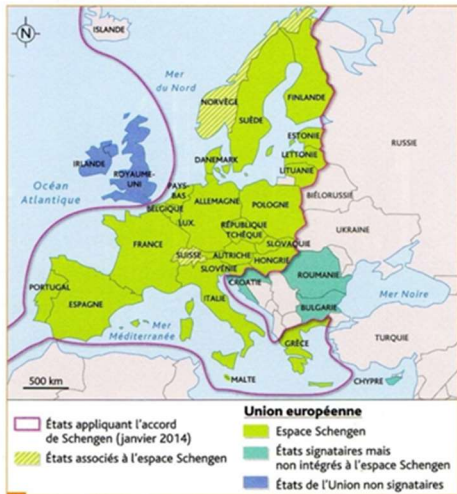 ISLANDE
N
Mer
du Nord
NORVÈGE
FINLANDE
SUÈDE
ESTONIE
RUSSIE
LETTONIE
DANEMARK
LITUANIE
IRLANDE
ROYAUME-
UNI
BIÉLORUSSIE
PAYS-
BAS
Océan
Atlantique
ALLEMAGNE
POLOGNE
BELGIQUE
LUX.
RÉPUBLIQUE
TCHÈQUE
UKRAINE
FRANCE
SLOVAQUIE
SUISSE
AUTRICHE
HONGRIE
SLOVÉNIE
ROUMANIE
CROATIE
PORTUGAL
ITALIE
Mer Noire
ESPAGNE
BULGARIE
Mer
Méditerranée
TURQUIE
GRÈCE
500 km
MALTE
CHYPRE
États appliquant l'accord
de Schengen (janvier 2014)
États associés à l'espace Schengen
Union européenne
Espace Schengen
États signataires mais
non intégrés à l'espace Schengen
États de l'Union non signataires